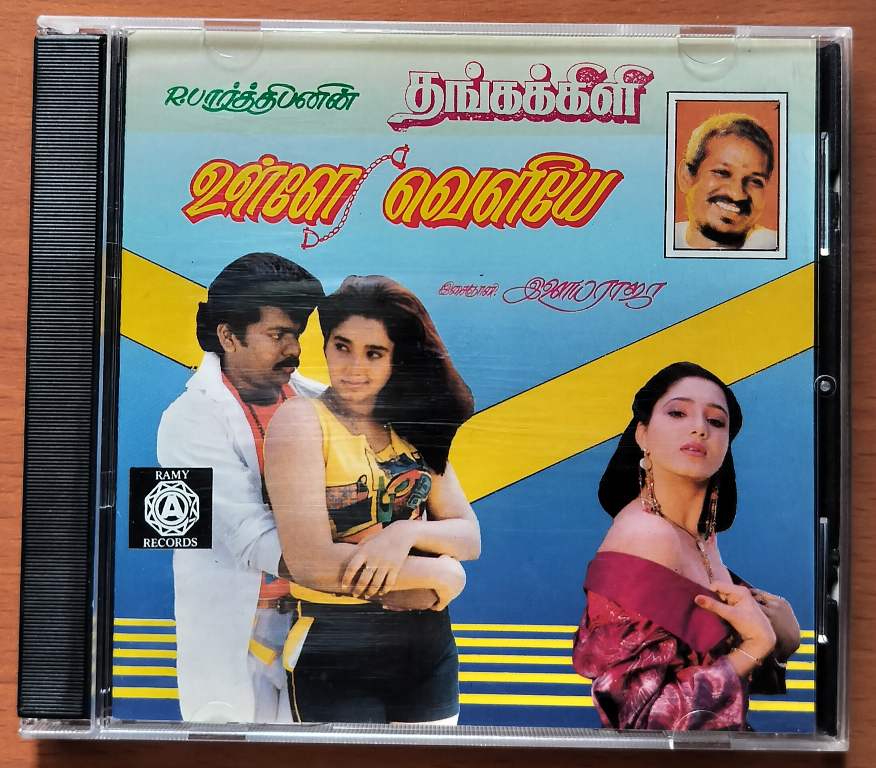 R.பார்த்திபனின்
தங்கக்கிளி
உள்ளே வெளியே
இசைஞானி இளையராஜா
RAMY
A
RECORDS